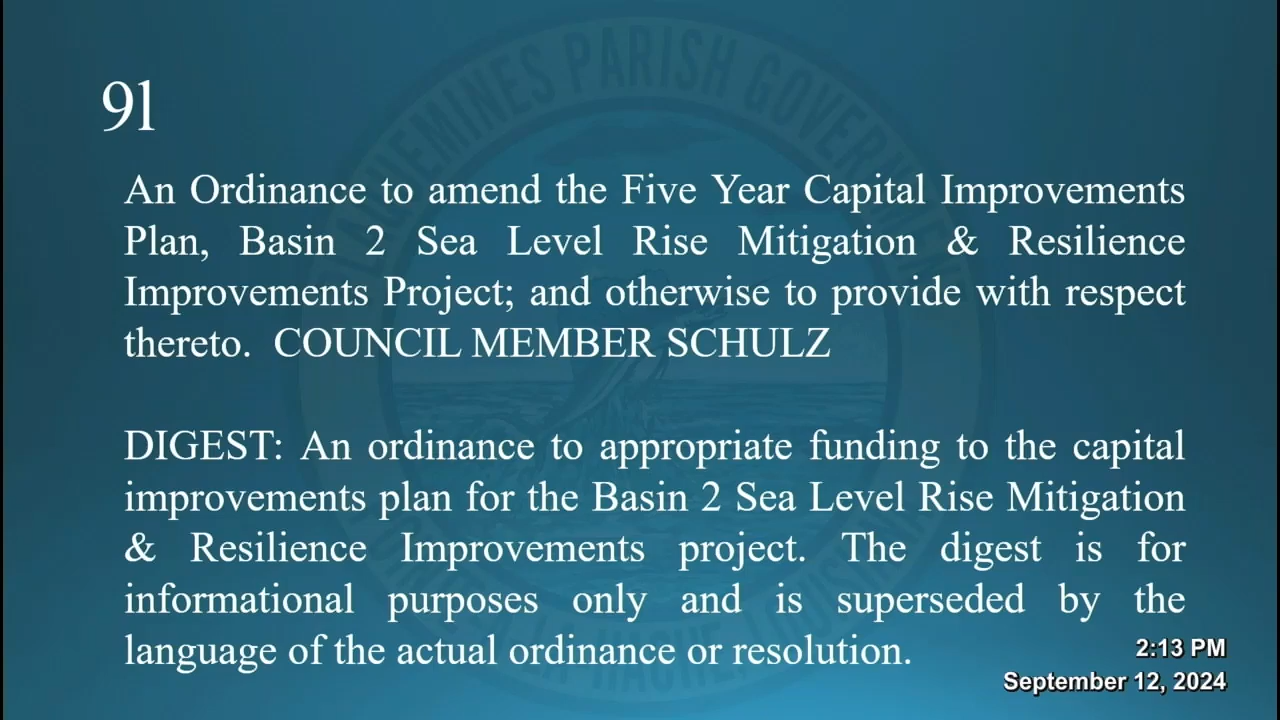 PLAQUEMINES PARISH GOVERNMENT
9l
An Ordinance to amend the Five Year Capital Improvements
Plan, Basin 2 Sea Level Rise Mitigation & Resilience
Improvements Project; and otherwise to provide with respect
thereto. COUNCIL MEMBER SCHULZ
DIGEST: An ordinance to appropriate funding to the capital
improvements plan for the Basin 2 Sea Level Rise Mitigation
& Resilience Improvements project. The digest is for
informational purposes only and is superseded by the
language of the actual ordinance or resolution.
2:13 PM
September 12, 2024